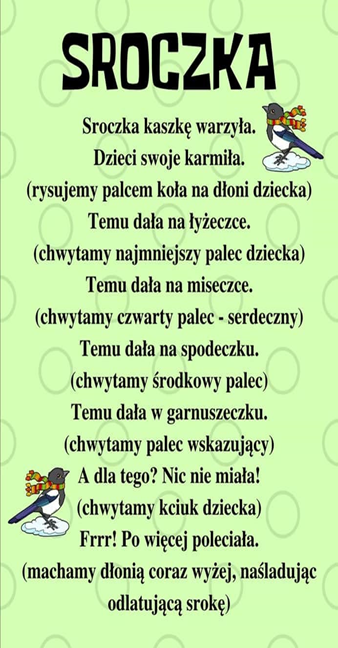 SROCZKA
Sroczka kaszkę warzyła.
Dzieci swoje karmiła.
(rysujemy palcem koła na dłoni dziecka)
Temu dała na łyżeczce.
(chwytamy najmniejszy palec dziecka)
Temu dała na miseczce.
(chwytamy czwarty palec - serdeczny)
Temu dała na spodeczku.
(chwytamy środkowy palec)
Temu dała w garnuszeczku.
(chwytamy palec wskazujący)
A dla tego? Nic nie miała!
(chwytamy kciuk dziecka)
Frrr! Po więcej poleciała.
(machamy dłonią coraz wyżej, naśladując
odlatującą srokę)